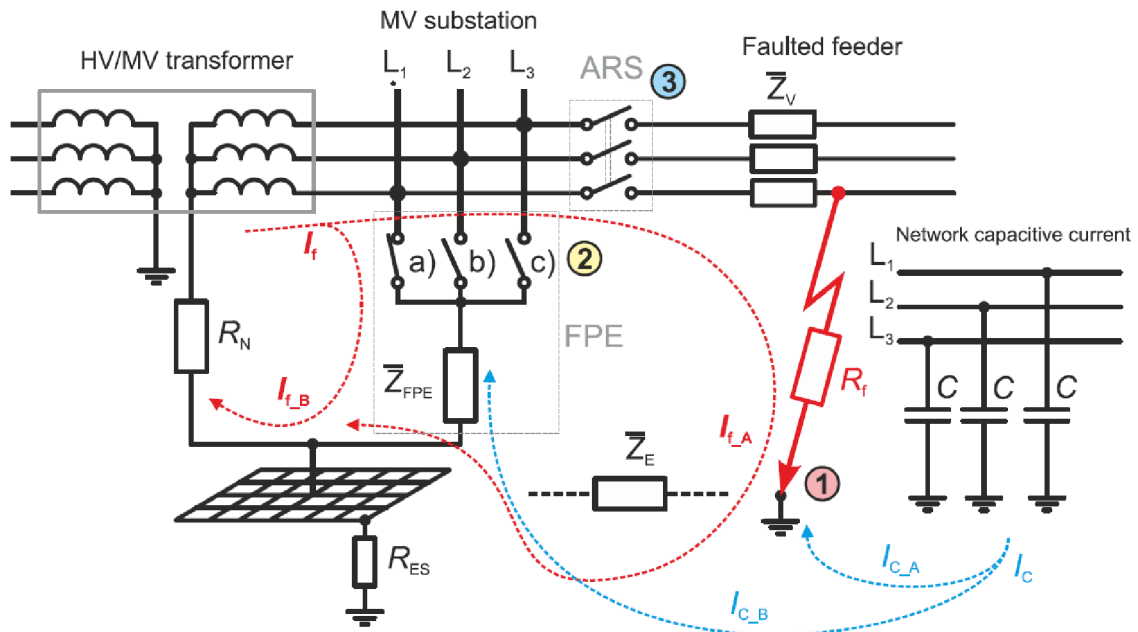 MV substation
HV/MV transformer
L1 L2 L3
ARS 3
Faulted feeder
Z̅V
If
a) b) c) 2
Network capacitive current
L1
L2
L3
RN
FPE
Z̅FPE
Rf
C C C
If_B
If_A
Z̅E
1
RES
IC_A
IC
IC_B